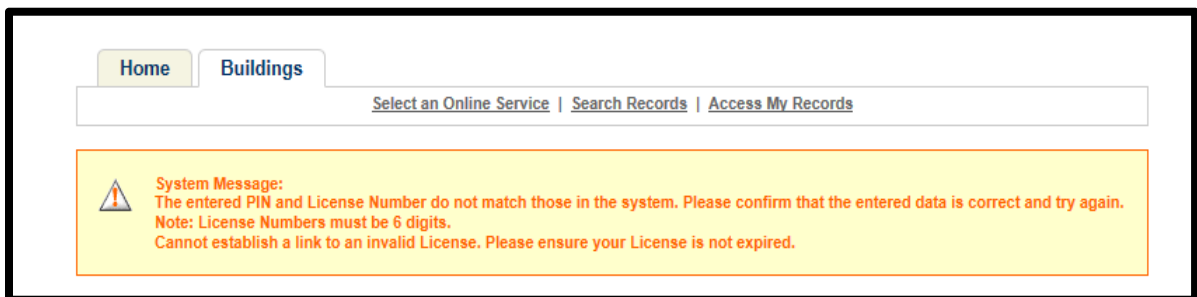 Home Buildings
Select an Online Service | Search Records | Access My Records
System Message:
The entered PIN and License Number do not match those in the system. Please confirm that the entered data is correct and try again.
Note: License Numbers must be 6 digits.
Cannot establish a link to an invalid License. Please ensure your License is not expired.